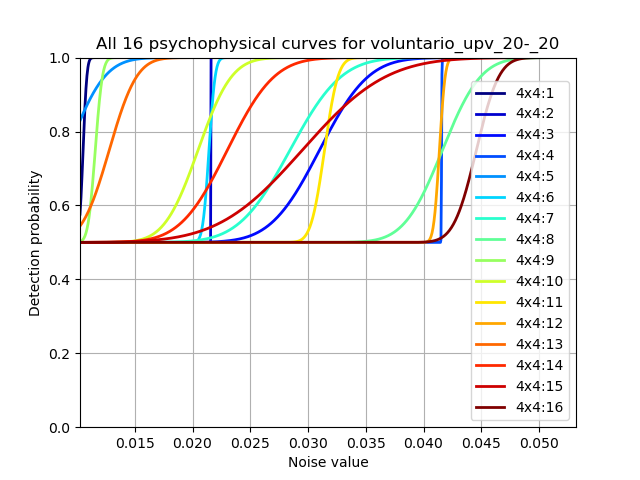 All 16 psychophysical curves for voluntario_upv_20-_20
1.0
0.8
0.6
0.4
0.2
0.0
Detection probability
0.015 0.020 0.025 0.030 0.035 0.040 0.045 0.050
Noise value
4x4:1
4x4:2
4x4:3
4x4:4
4x4:5
4x4:6
4x4:7
4x4:8
4x4:9
4x4:10
4x4:11
4x4:12
4x4:13
4x4:14
4x4:15
4x4:16